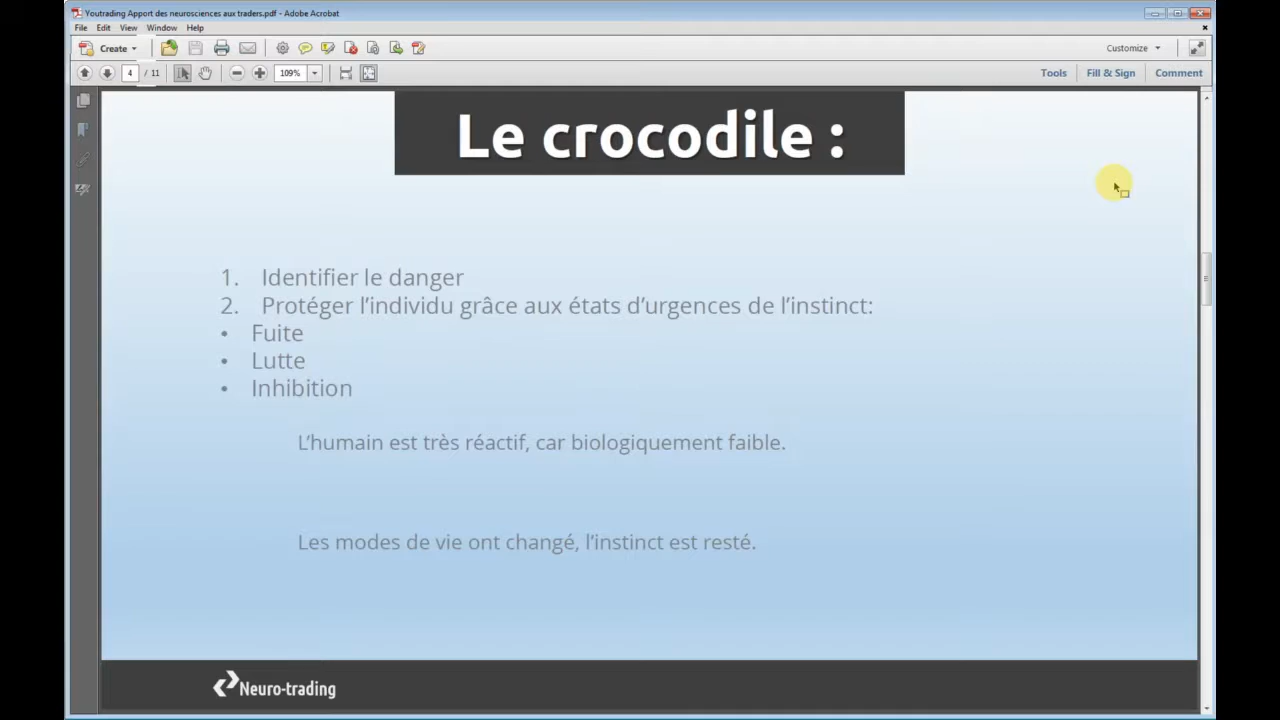 Youtrading Apport des neurosciences aux traders.pdf - Adobe Acrobat
File Edit View Window Help
Create Customize
4 / 11 109% Tools Fill & Sign Comment
Le crocodile :
1. Identifier le danger
2. Protéger l’individu grâce aux états d’urgences de l’instinct:
• Fuite
• Lutte
• Inhibition
L’humain est très réactif, car biologiquement faible.
Les modes de vie ont changé, l’instinct est resté.
Neuro-trading